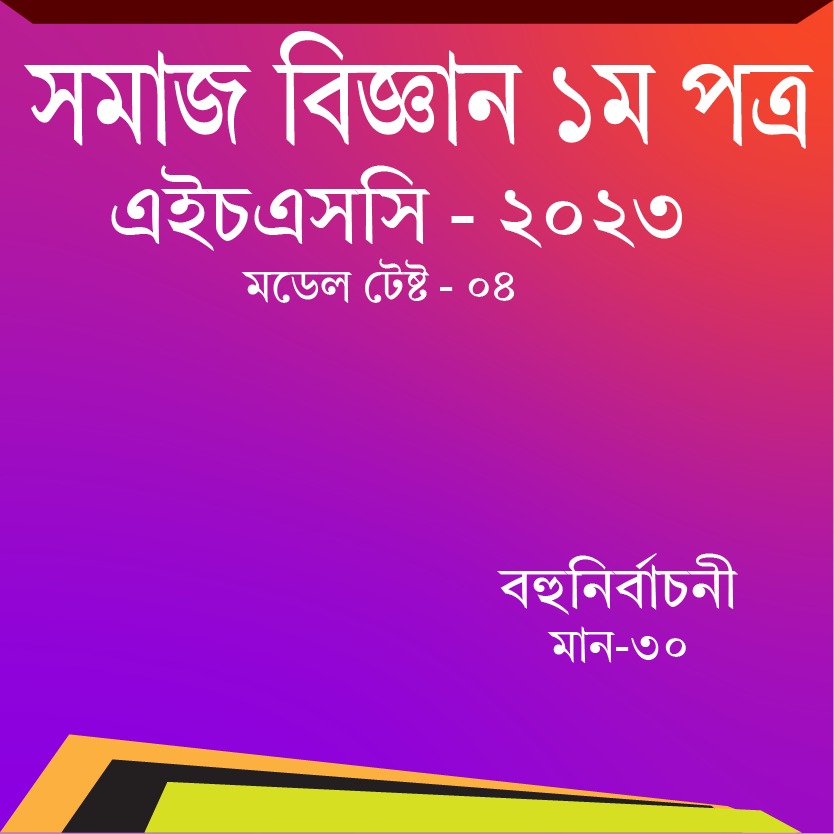 সমাজ বিজ্ঞান ১ম পত্র
এইচএসসি - ২০২৩
মডেল টেষ্ট - ০৪
বহুনির্বাচনী
মান-৩০